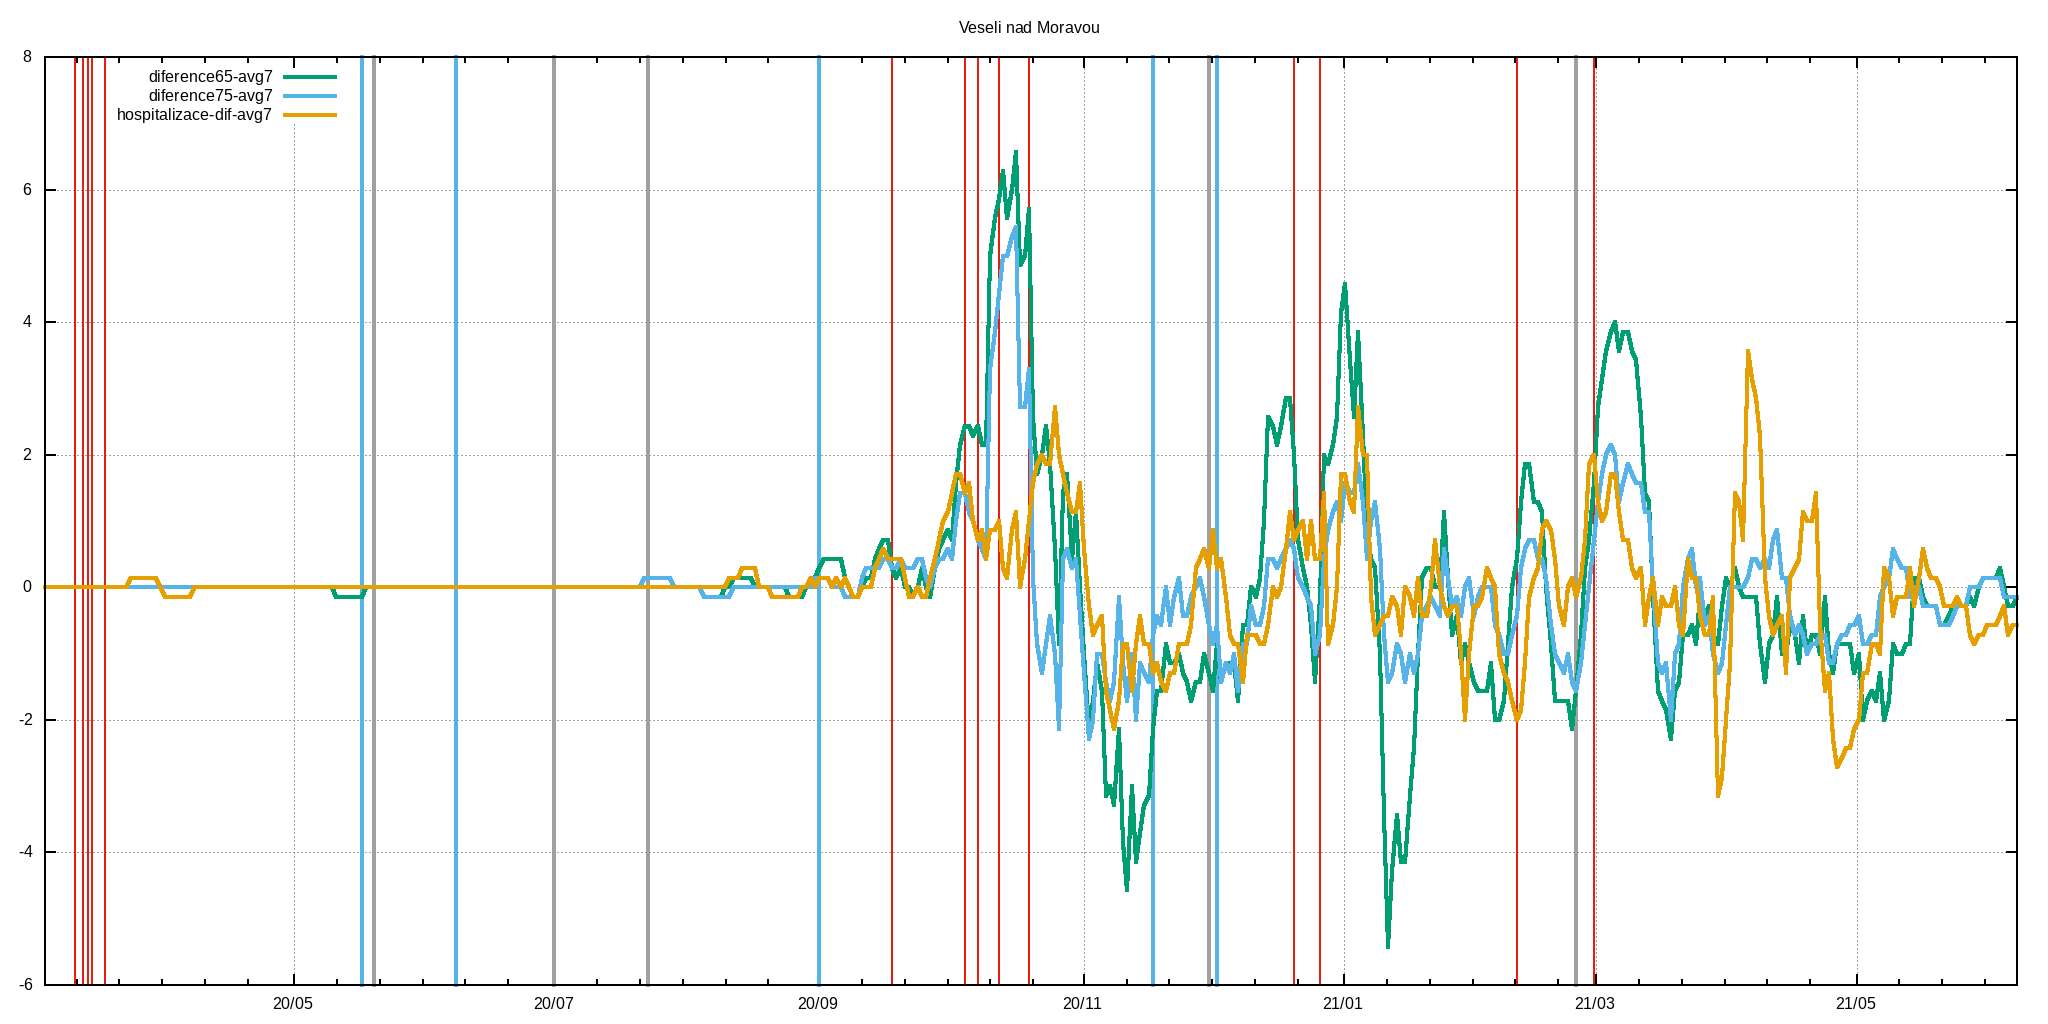 Veseli nad Moravou
8
diference65-avg7
diference75-avg7
hospitalizace-dif-avg7
6
4
2
0
-2
-4
-6
20/05 20/07 20/09 20/11 21/01 21/03 21/05